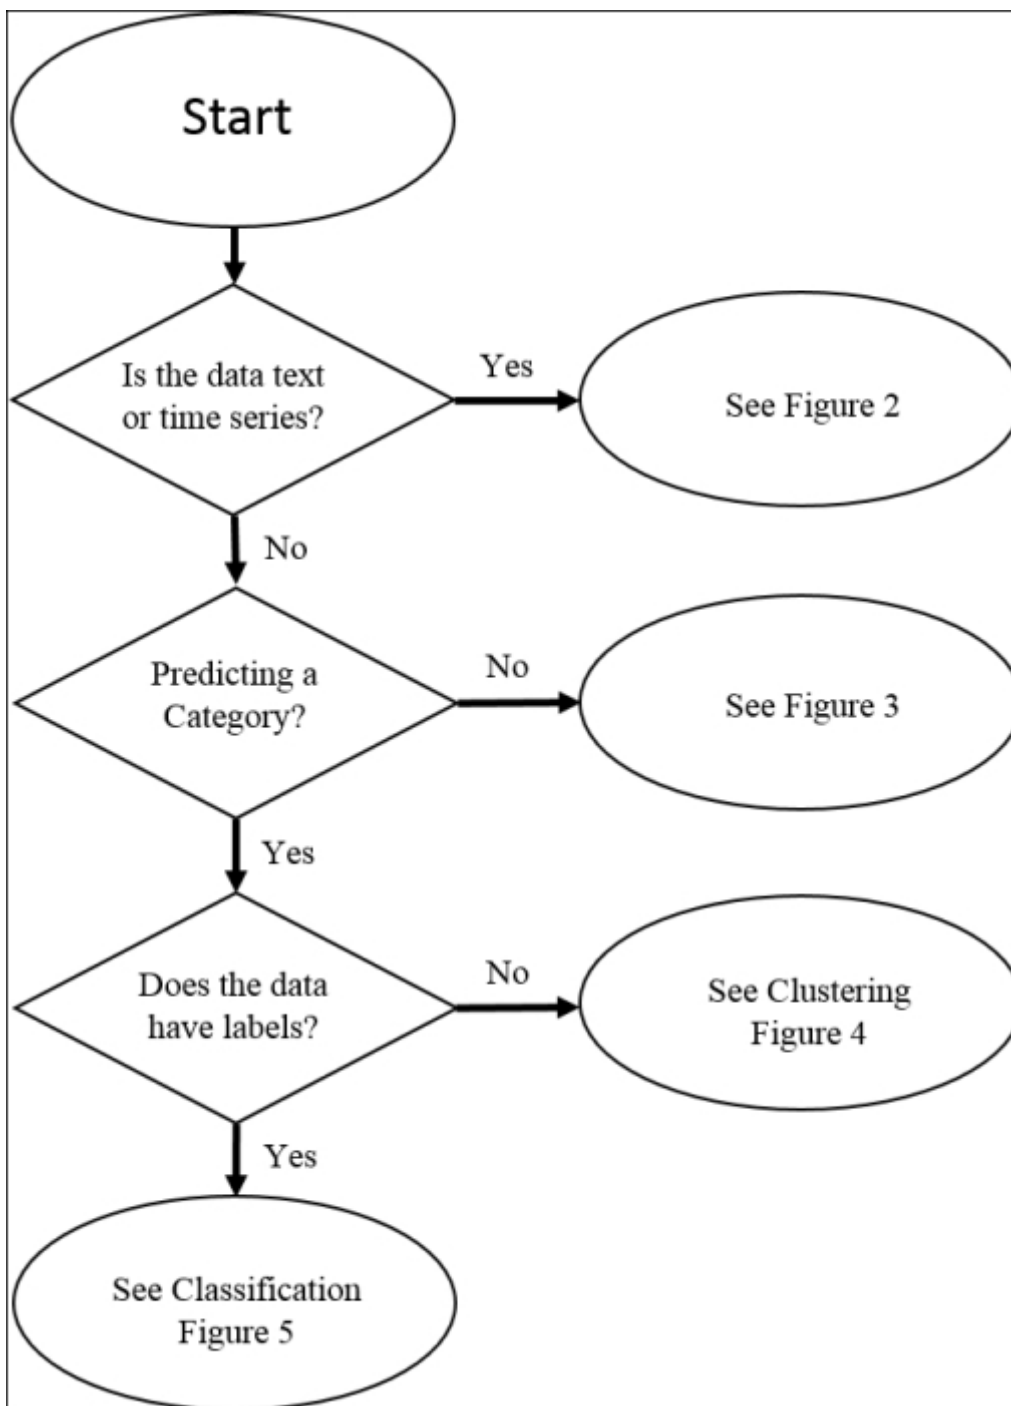 Start
Is the data text
or time series?
Yes
See Figure 2
No
Predicting a
Category?
No
See Figure 3
Yes
Does the data
have labels?
No
See Clustering
Figure 4
Yes
See Classification
Figure 5